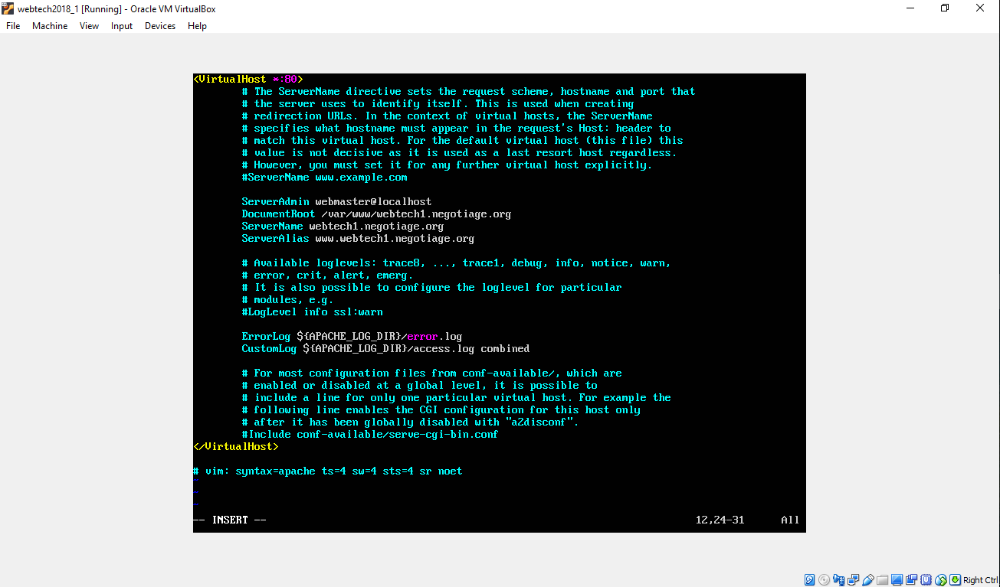 webtech2018_1 [Running] - Oracle VM VirtualBox
File Machine View Input Devices Help
<VirtualHost *:80>
# The ServerName directive sets the request scheme, hostname and port that
# the server uses to identify itself. This is used when creating
# redirection URLs. In the context of virtual hosts, the ServerName
# specifies what hostname must appear in the request's Host: header to
# match this virtual host. For the default virtual host (this file) this
# value is not decisive as it is used as a last resort host regardless.
# However, you must set it for any further virtual host explicitly.
#ServerName www.example.com
ServerAdmin webmaster@localhost
DocumentRoot /var/www/webtech1.negotiage.org
ServerName webtech1.negotiage.org
ServerAlias www.webtech1.negotiage.org
# Available loglevels: trace8, ..., trace1, debug, info, notice, warn,
# error, crit, alert, emerg.
# It is also possible to configure the loglevel for particular
# modules, e.g.
#LogLevel info ssl:warn
ErrorLog ${APACHE_LOG_DIR}/error.log
CustomLog ${APACHE_LOG_DIR}/access.log combined
# For most configuration files from conf-available/, which are
# enabled or disabled at a global level, it is possible to
# include a line for only one particular virtual host. For example the
# following line enables the CGI configuration for this host only
# after it has been globally disabled with "a2disconf".
#Include conf-available/serve-cgi-bin.conf
</VirtualHost>
# vim: syntax=apache ts=4 sw=4 sts=4 sr noet
~
~
~
-- INSERT -- 12,24-31 All
Right Ctrl